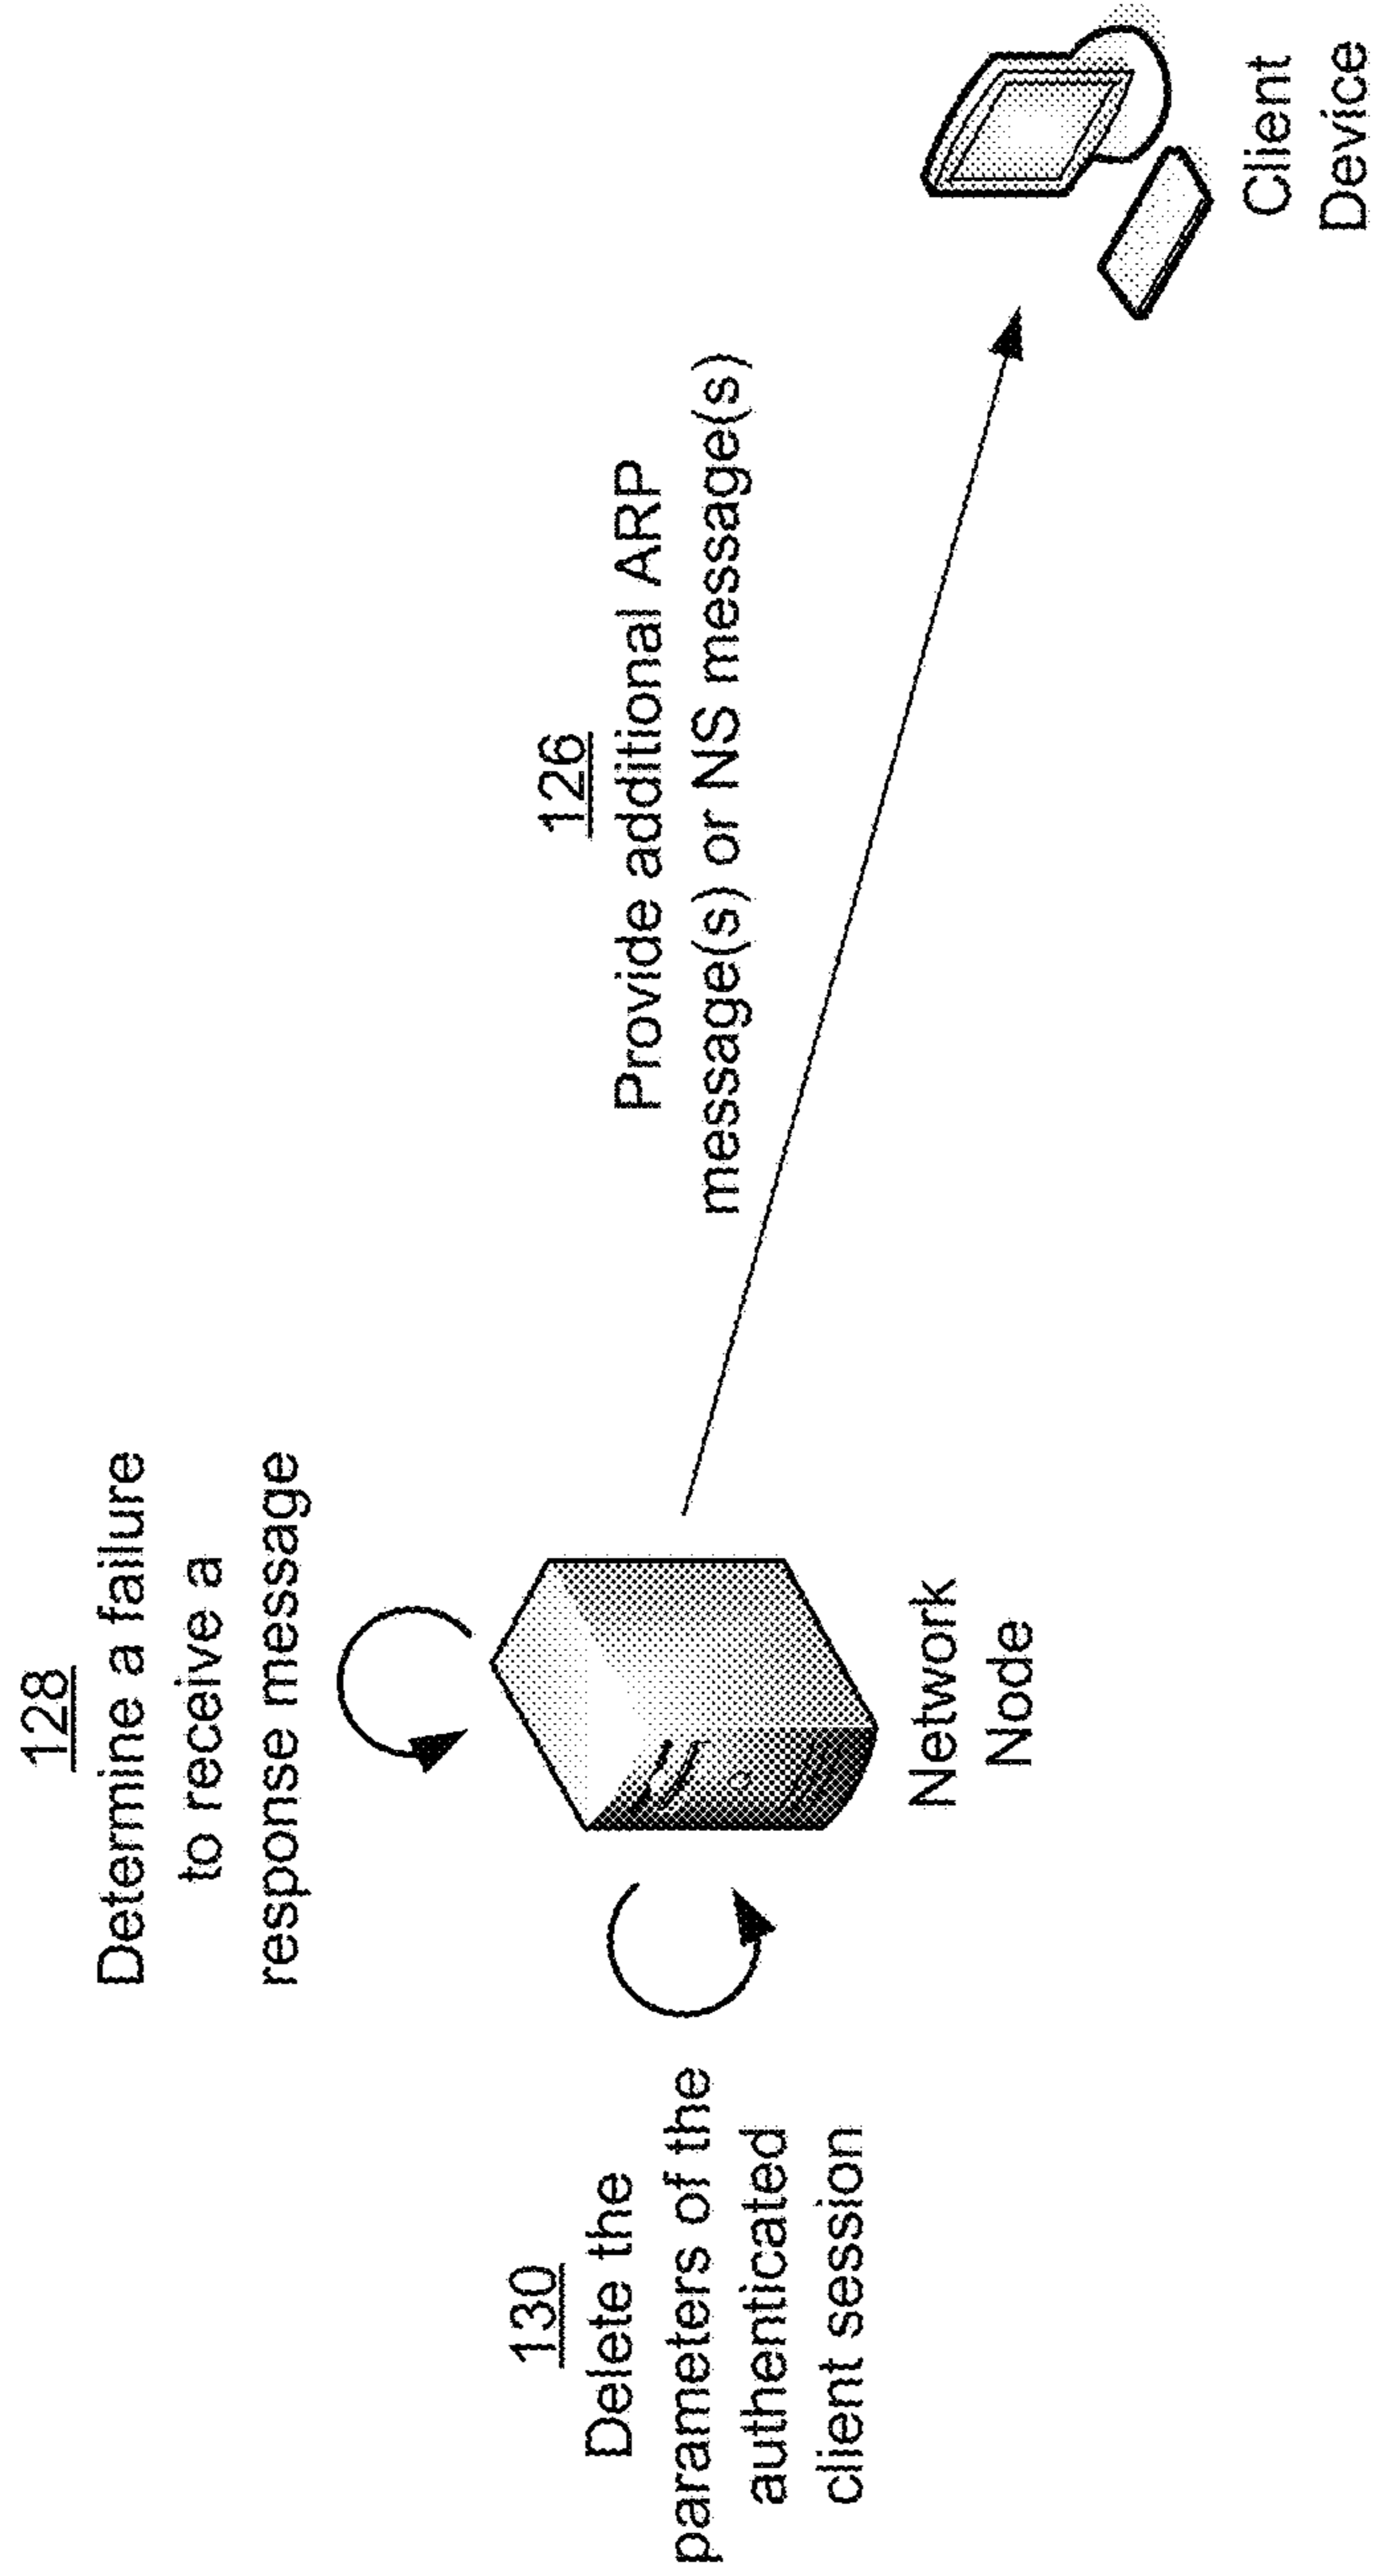 128
Determine a failure
to receive a
response message
126
Provide additional ARP
message(s) or NS message(s)
130
Delete the
parameters of the
authenticated
client session
Network
Node
Client
Device